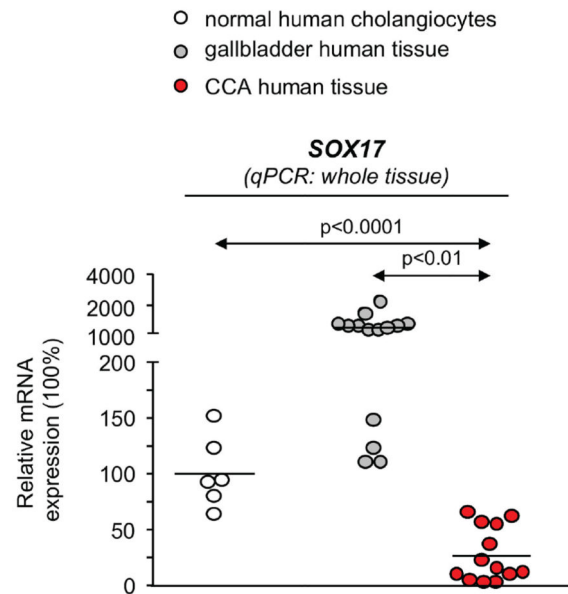 normal human cholangiocytes
gallbladder human tissue
CCA human tissue
SOX17
(qPCR: whole tissue)
p<0.0001
p<0.01
4000
2000
1000
200
150
100
50
0
Relative mRNA
expression (100%)